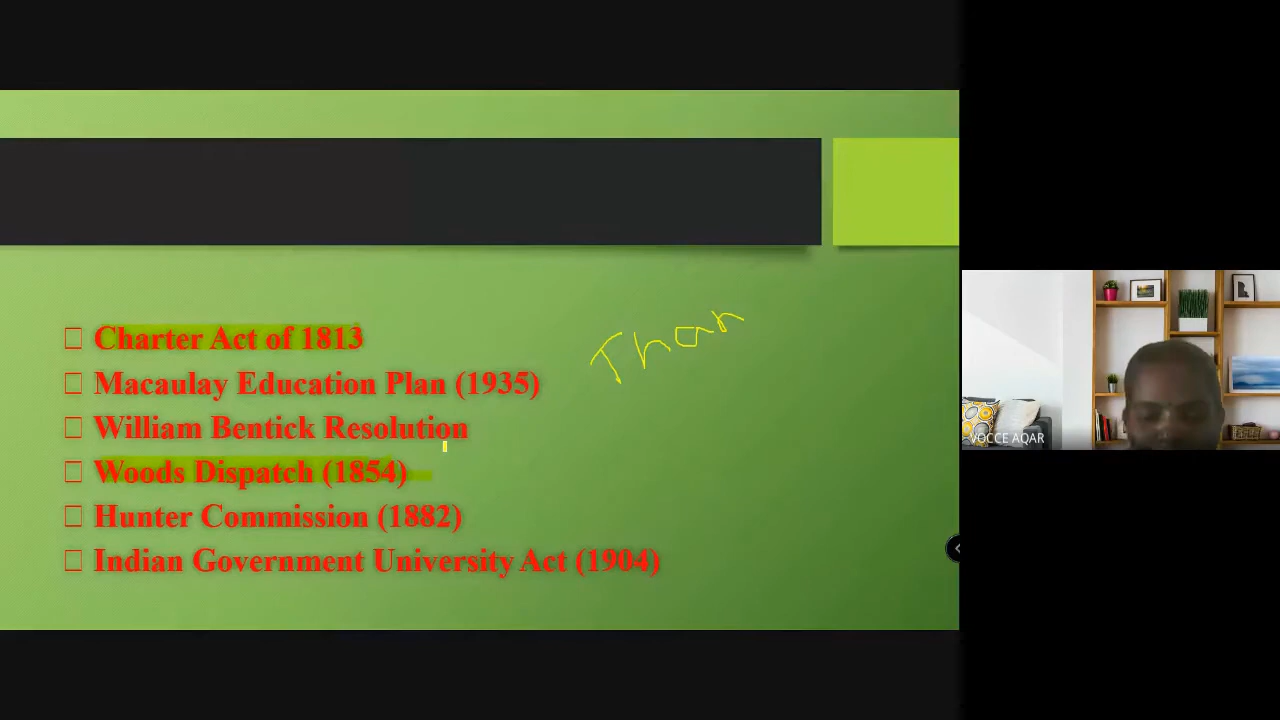 Charter Act of 1813
Macaulay Education Plan (1935)
William Bentick Resolution
Woods Dispatch (1854)
Hunter Commission (1882)
Indian Government University Act (1904)
Than
VOCCE AQAR